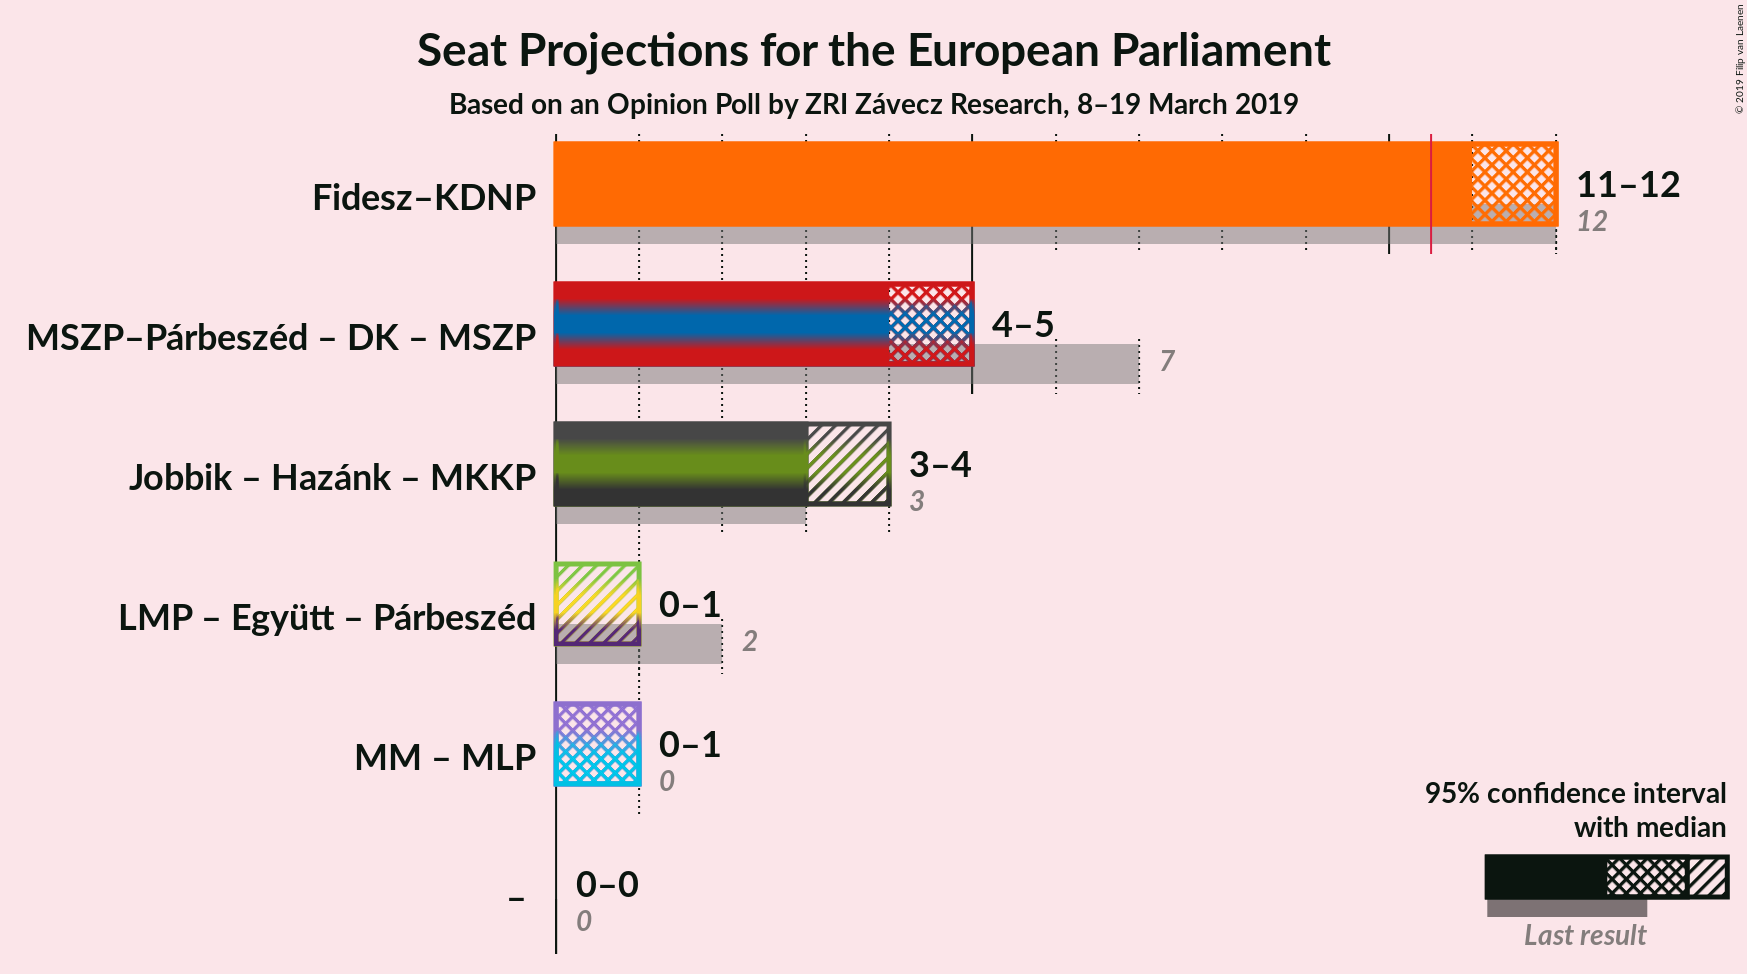 Seat Projections for the European Parliament
Based on an Opinion Poll by ZRI Závecz Research, 8–19 March 2019
© 2019 Filip van Laenen
Fidesz–KDNP
11–12
12
MSZP–Párbeszéd – DK – MSZP
4–5
7
Jobbik – Hazánk – MKKP
3–4
3
LMP – Együtt – Párbeszéd
0–1
2
MM – MLP
0–1
0
–
0–0
0
95% confidence interval
with median
Last result